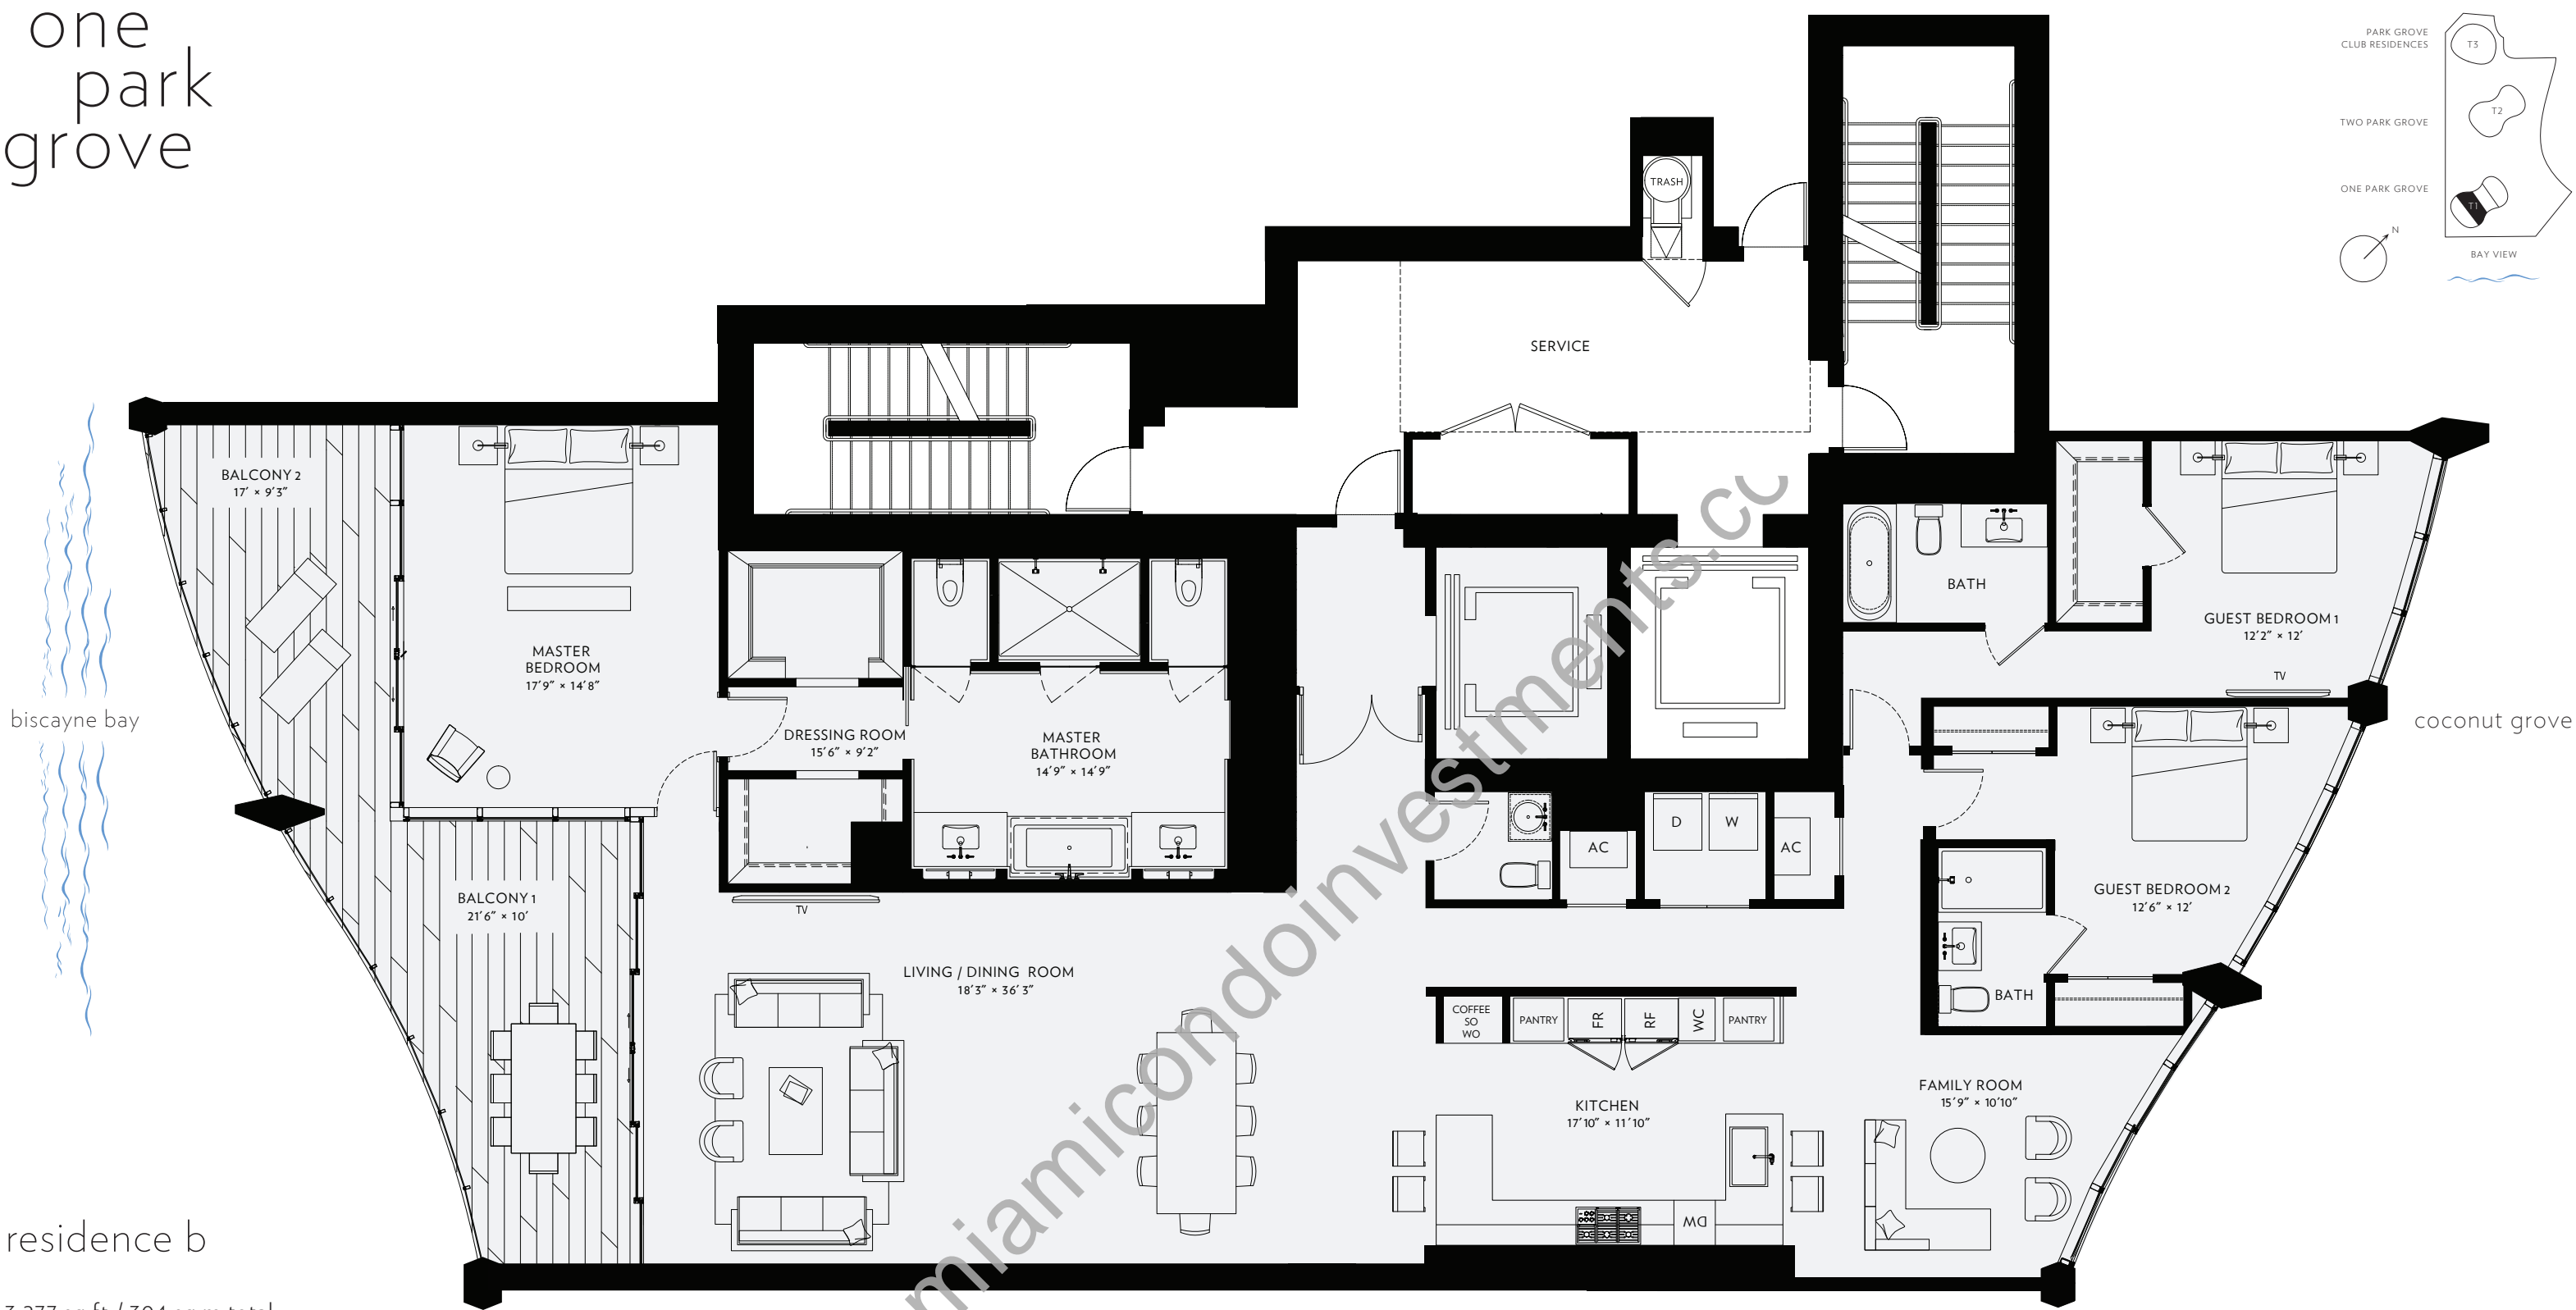 one
park
grove
PARK GROVE
CLUB RESIDENCES
T3
T2
TWO PARK GROVE
ONE PARK GROVE
T1
N
BAY VIEW
TRASH
SERVICE
BALCONY 2
17' × 9'3"
MASTER
BEDROOM
17'9" × 14'8"
BATH
GUEST BEDROOM 1
12'2" × 12'
TV
biscayne bay
DRESSING ROOM
15'6" × 9'2"
MASTER
BATHROOM
14'9" × 14'9"
coconut grove
D
W
AC
AC
BALCONY 1
21'6" × 10'
TV
GUEST BEDROOM 2
12'6" × 12'
LIVING / DINING ROOM
18'3" × 36'3"
BATH
COFFEE
SO
WO
PANTRY
FR
RF
WC
PANTRY
KITCHEN
17'10" × 11'10"
FAMILY ROOM
15'9" × 10'10"
DW
residence b
miamicondoinvestments.co